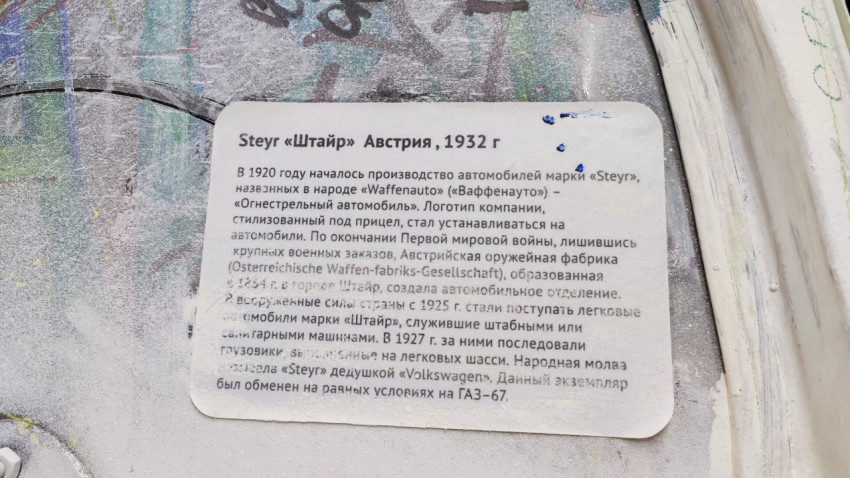 Steyr «Штайр» Австрия , 1932 г
В 1920 году началось производство автомобилей марки «Steyr»,
названных в народе «Waffenauto» («Ваффенауто») –
«Огнестрельный автомобиль». Логотип компании,
стилизованный под прицел, стал устанавливаться на
автомобили. По окончании Первой мировой войны, лишившись
крупных военных заказов, Австрийская оружейная фабрика
(Osterreichische Waffen-fabriks-Gesellschaft), образованная
в г. в городе Штайр, создала автомобильное отделение.
В вооруженные силы страны с 1925 г. стали поступать легковые
автомобили марки «Штайр», служившие штабными или
санитарными машинами. В 1927 г. за ними последовали
грузовики, выполненные на легковых шасси. Народная молва
«Steyr» дедушкой «Volkswagen». Данный экземпляр
был обменен на равных условиях на ГАЗ–67.